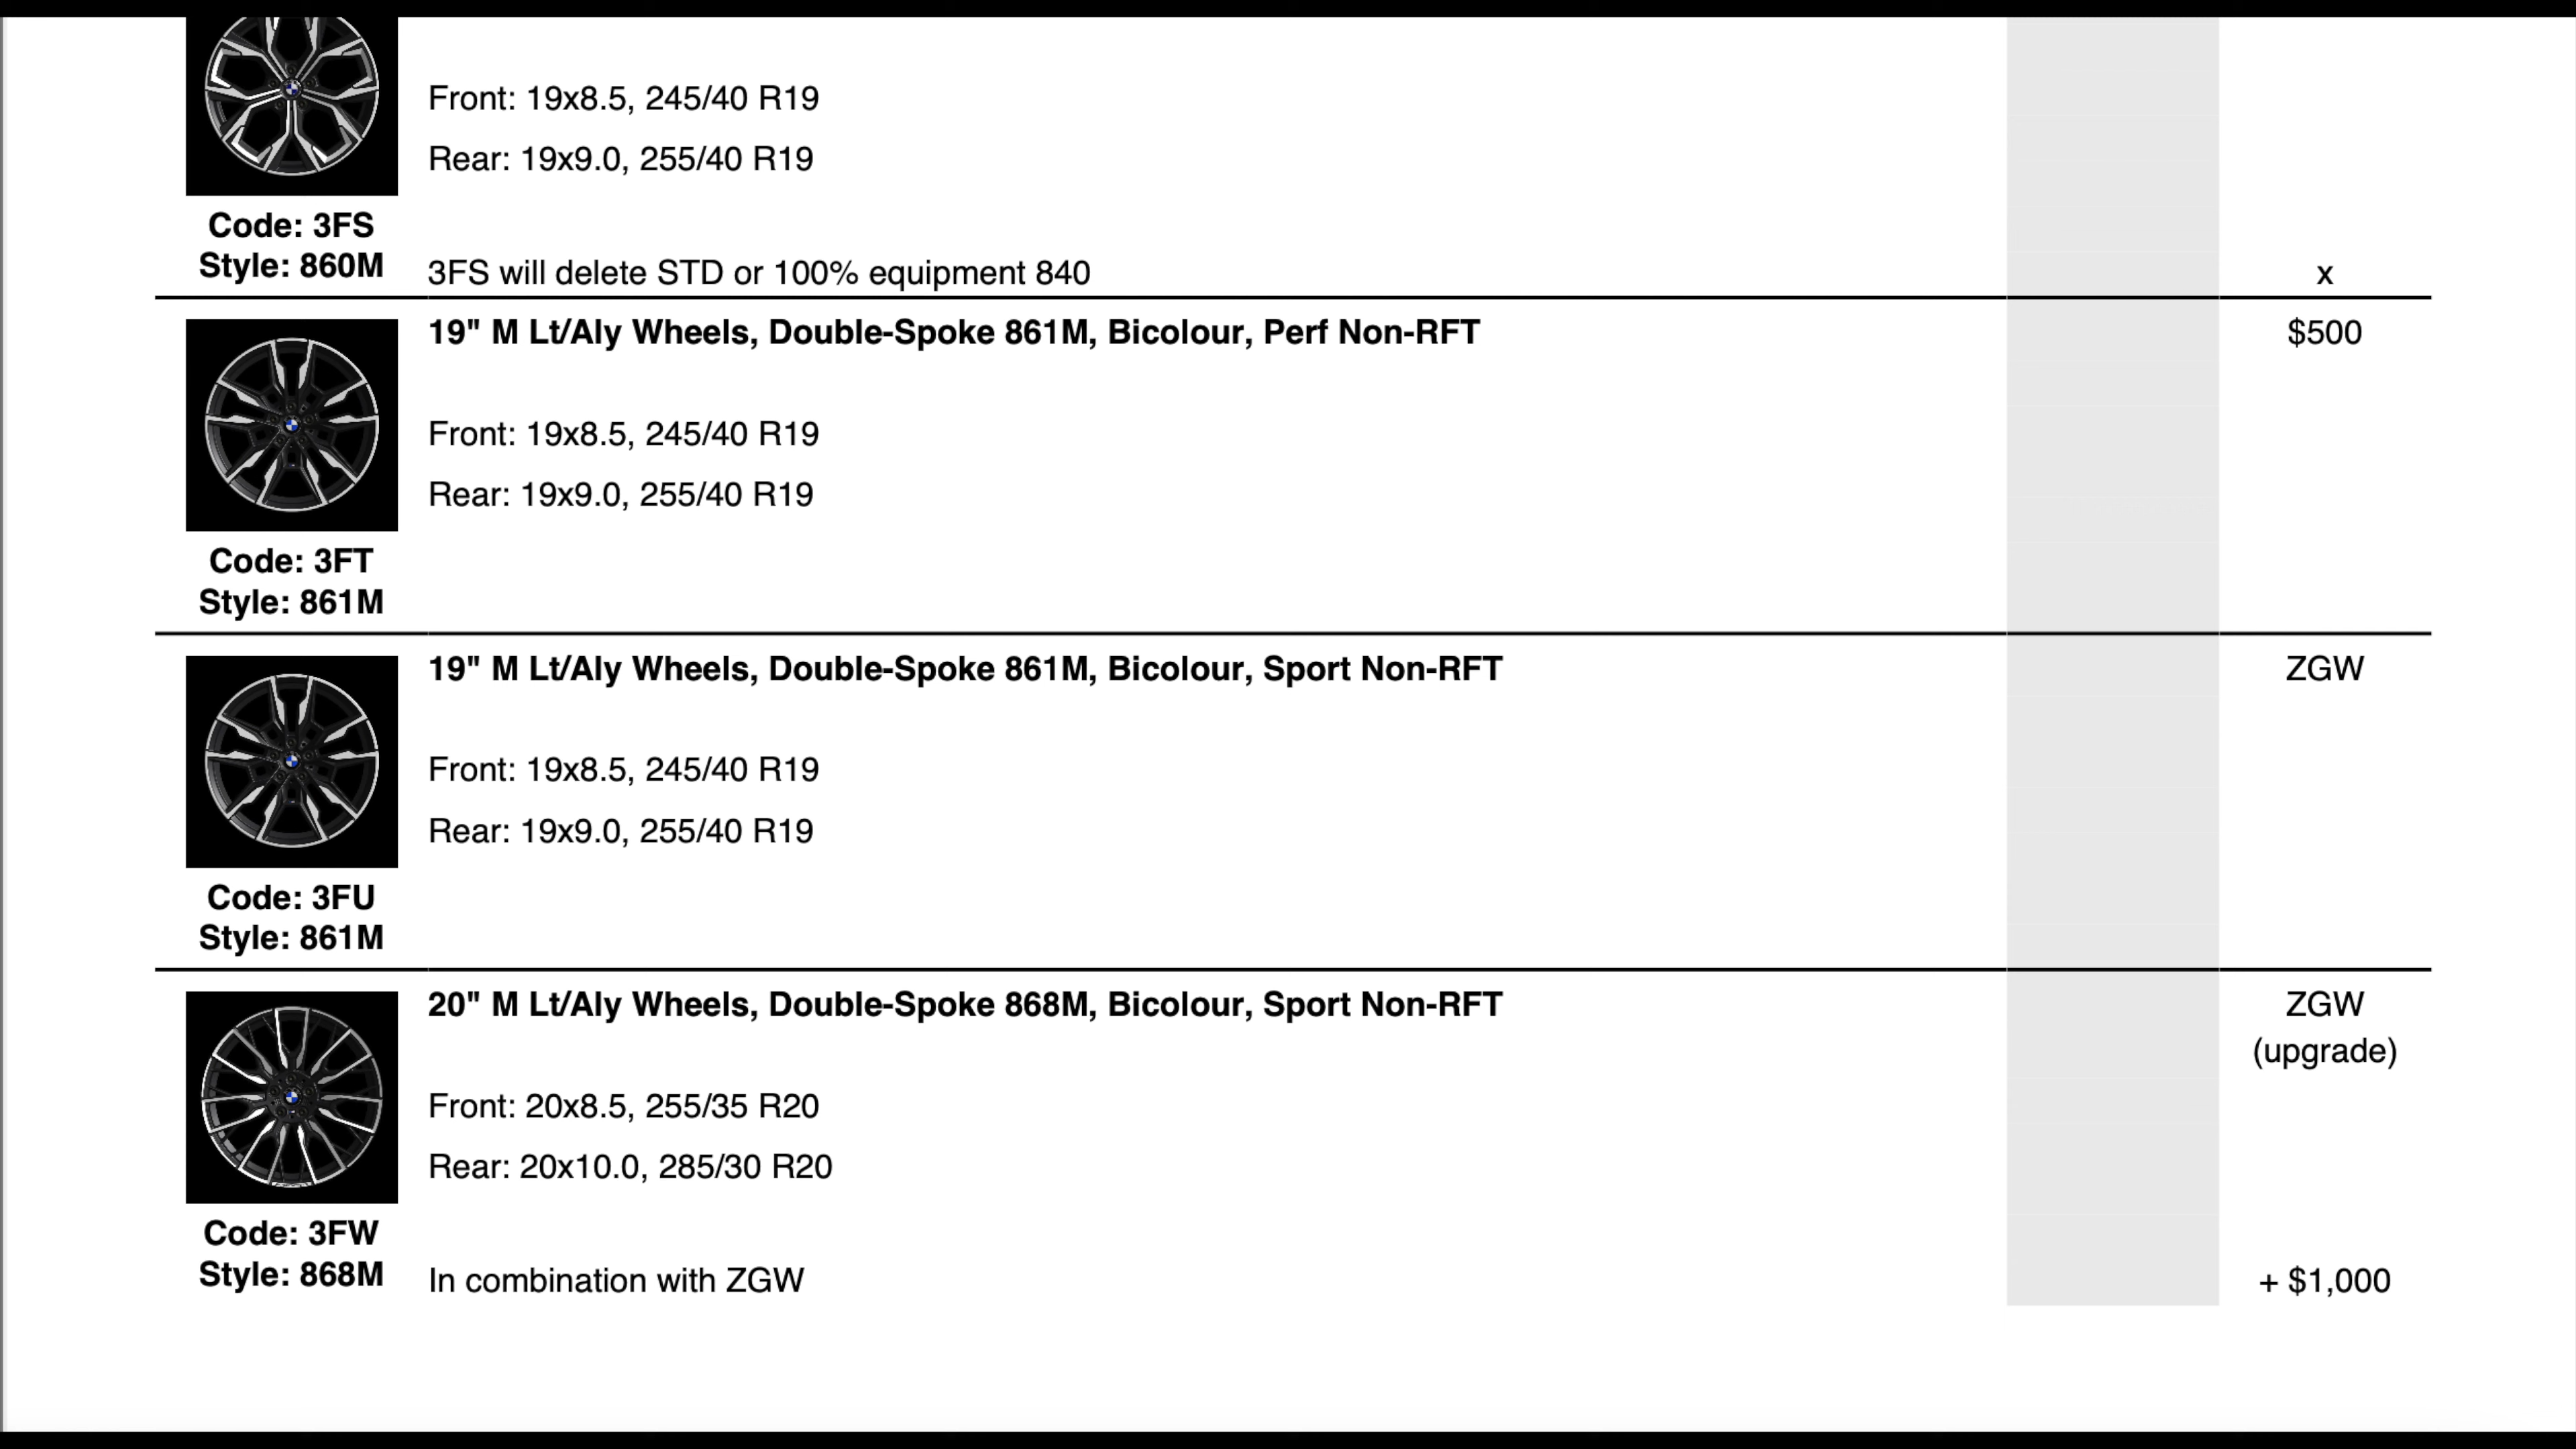 Front: 19x8.5, 245/40 R19
Rear: 19x9.0, 255/40 R19
Code: 3FS
Style: 860M
3FS will delete STD or 100% equipment 840
x
19" M Lt/Aly Wheels, Double-Spoke 861M, Bicolour, Perf Non-RFT
$500
Front: 19x8.5, 245/40 R19
Rear: 19x9.0, 255/40 R19
Code: 3FT
Style: 861M
19" M Lt/Aly Wheels, Double-Spoke 861M, Bicolour, Sport Non-RFT
ZGW
Front: 19x8.5, 245/40 R19
Rear: 19x9.0, 255/40 R19
Code: 3FU
Style: 861M
20" M Lt/Aly Wheels, Double-Spoke 868M, Bicolour, Sport Non-RFT
ZGW
(upgrade)
Front: 20x8.5, 255/35 R20
Rear: 20x10.0, 285/30 R20
Code: 3FW
Style: 868M
In combination with ZGW
+ $1,000